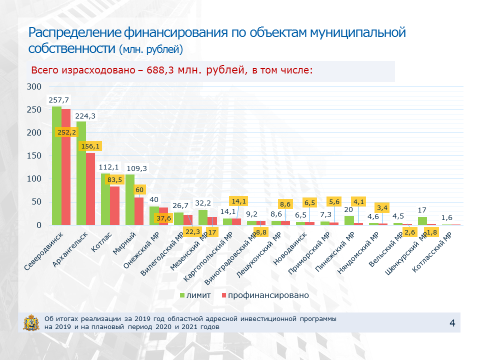 Распределение финансирования по объектам муниципальной
собственности (млн. рублей)
Всего израсходовано – 688,3 млн. рублей, в том числе:
300
250
200
150
100
50
0
257,7
252,2
224,3
156,1
112,1
83,5
109,3
60
40
37,6
26,7
22,3
32,2
17
14,1
14,1
9,2
8,8
8,6
8,6
6,5
6,5
7,3
5,6
20
4,1
4,6
3,4
4,5
2,6
17
1,8
1,6
Северодвинск
Архангельск
Котлас
Мирный
Онежский МР
Вилегодский МР
Мезенский МР
Каргопольский МР
Виноградовский МР
Лешуконский МР
Новодвинск
Приморский МР
Пинежский МР
Няндомский МР
Вельский МР
Шенкурский МР
Котласский МР
лимит
профинансировано
Об итогах реализации за 2019 год областной адресной инвестиционной программы
на 2019 и на плановый период 2020 и 2021 годов
4